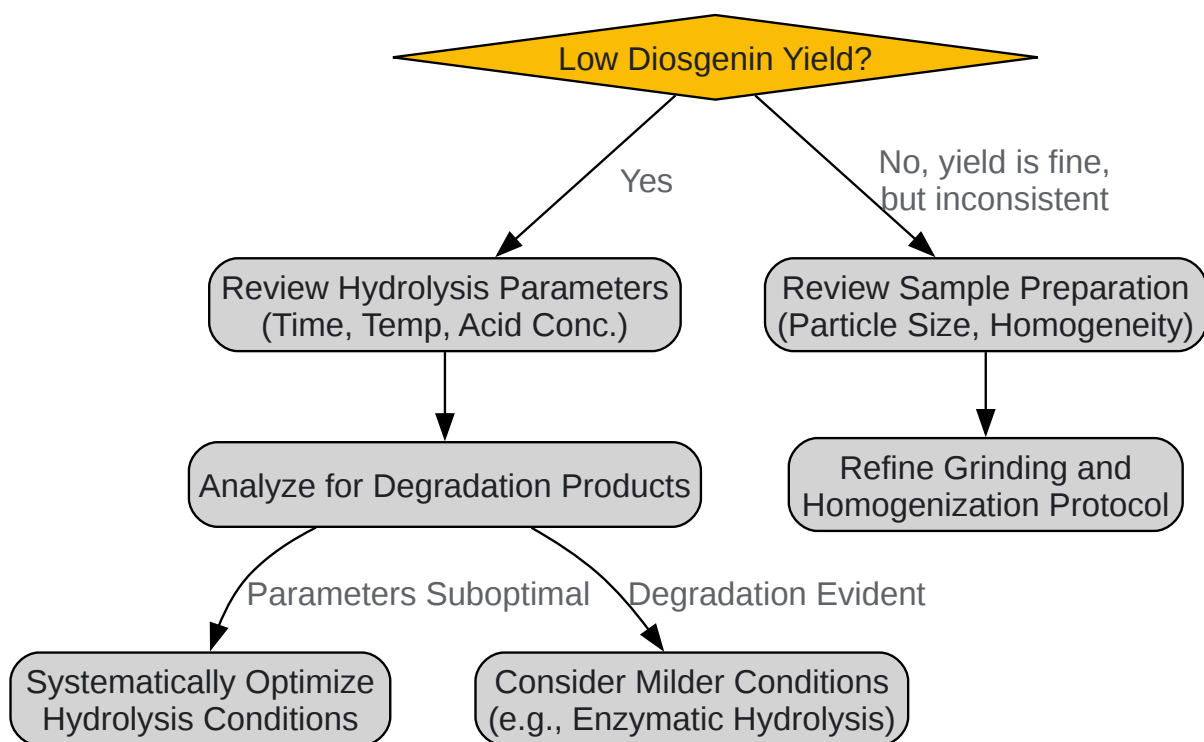 Low Diosgenin Yield?
Yes
No, yield is fine,
but inconsistent
Review Hydrolysis Parameters
(Time, Temp, Acid Conc.)
Review Sample Preparation
(Particle Size, Homogeneity)
Analyze for Degradation Products
Refine Grinding and
Homogenization Protocol
Parameters Suboptimal
Degradation Evident
Systematically Optimize
Hydrolysis Conditions
Consider Milder Conditions
(e.g., Enzymatic Hydrolysis)